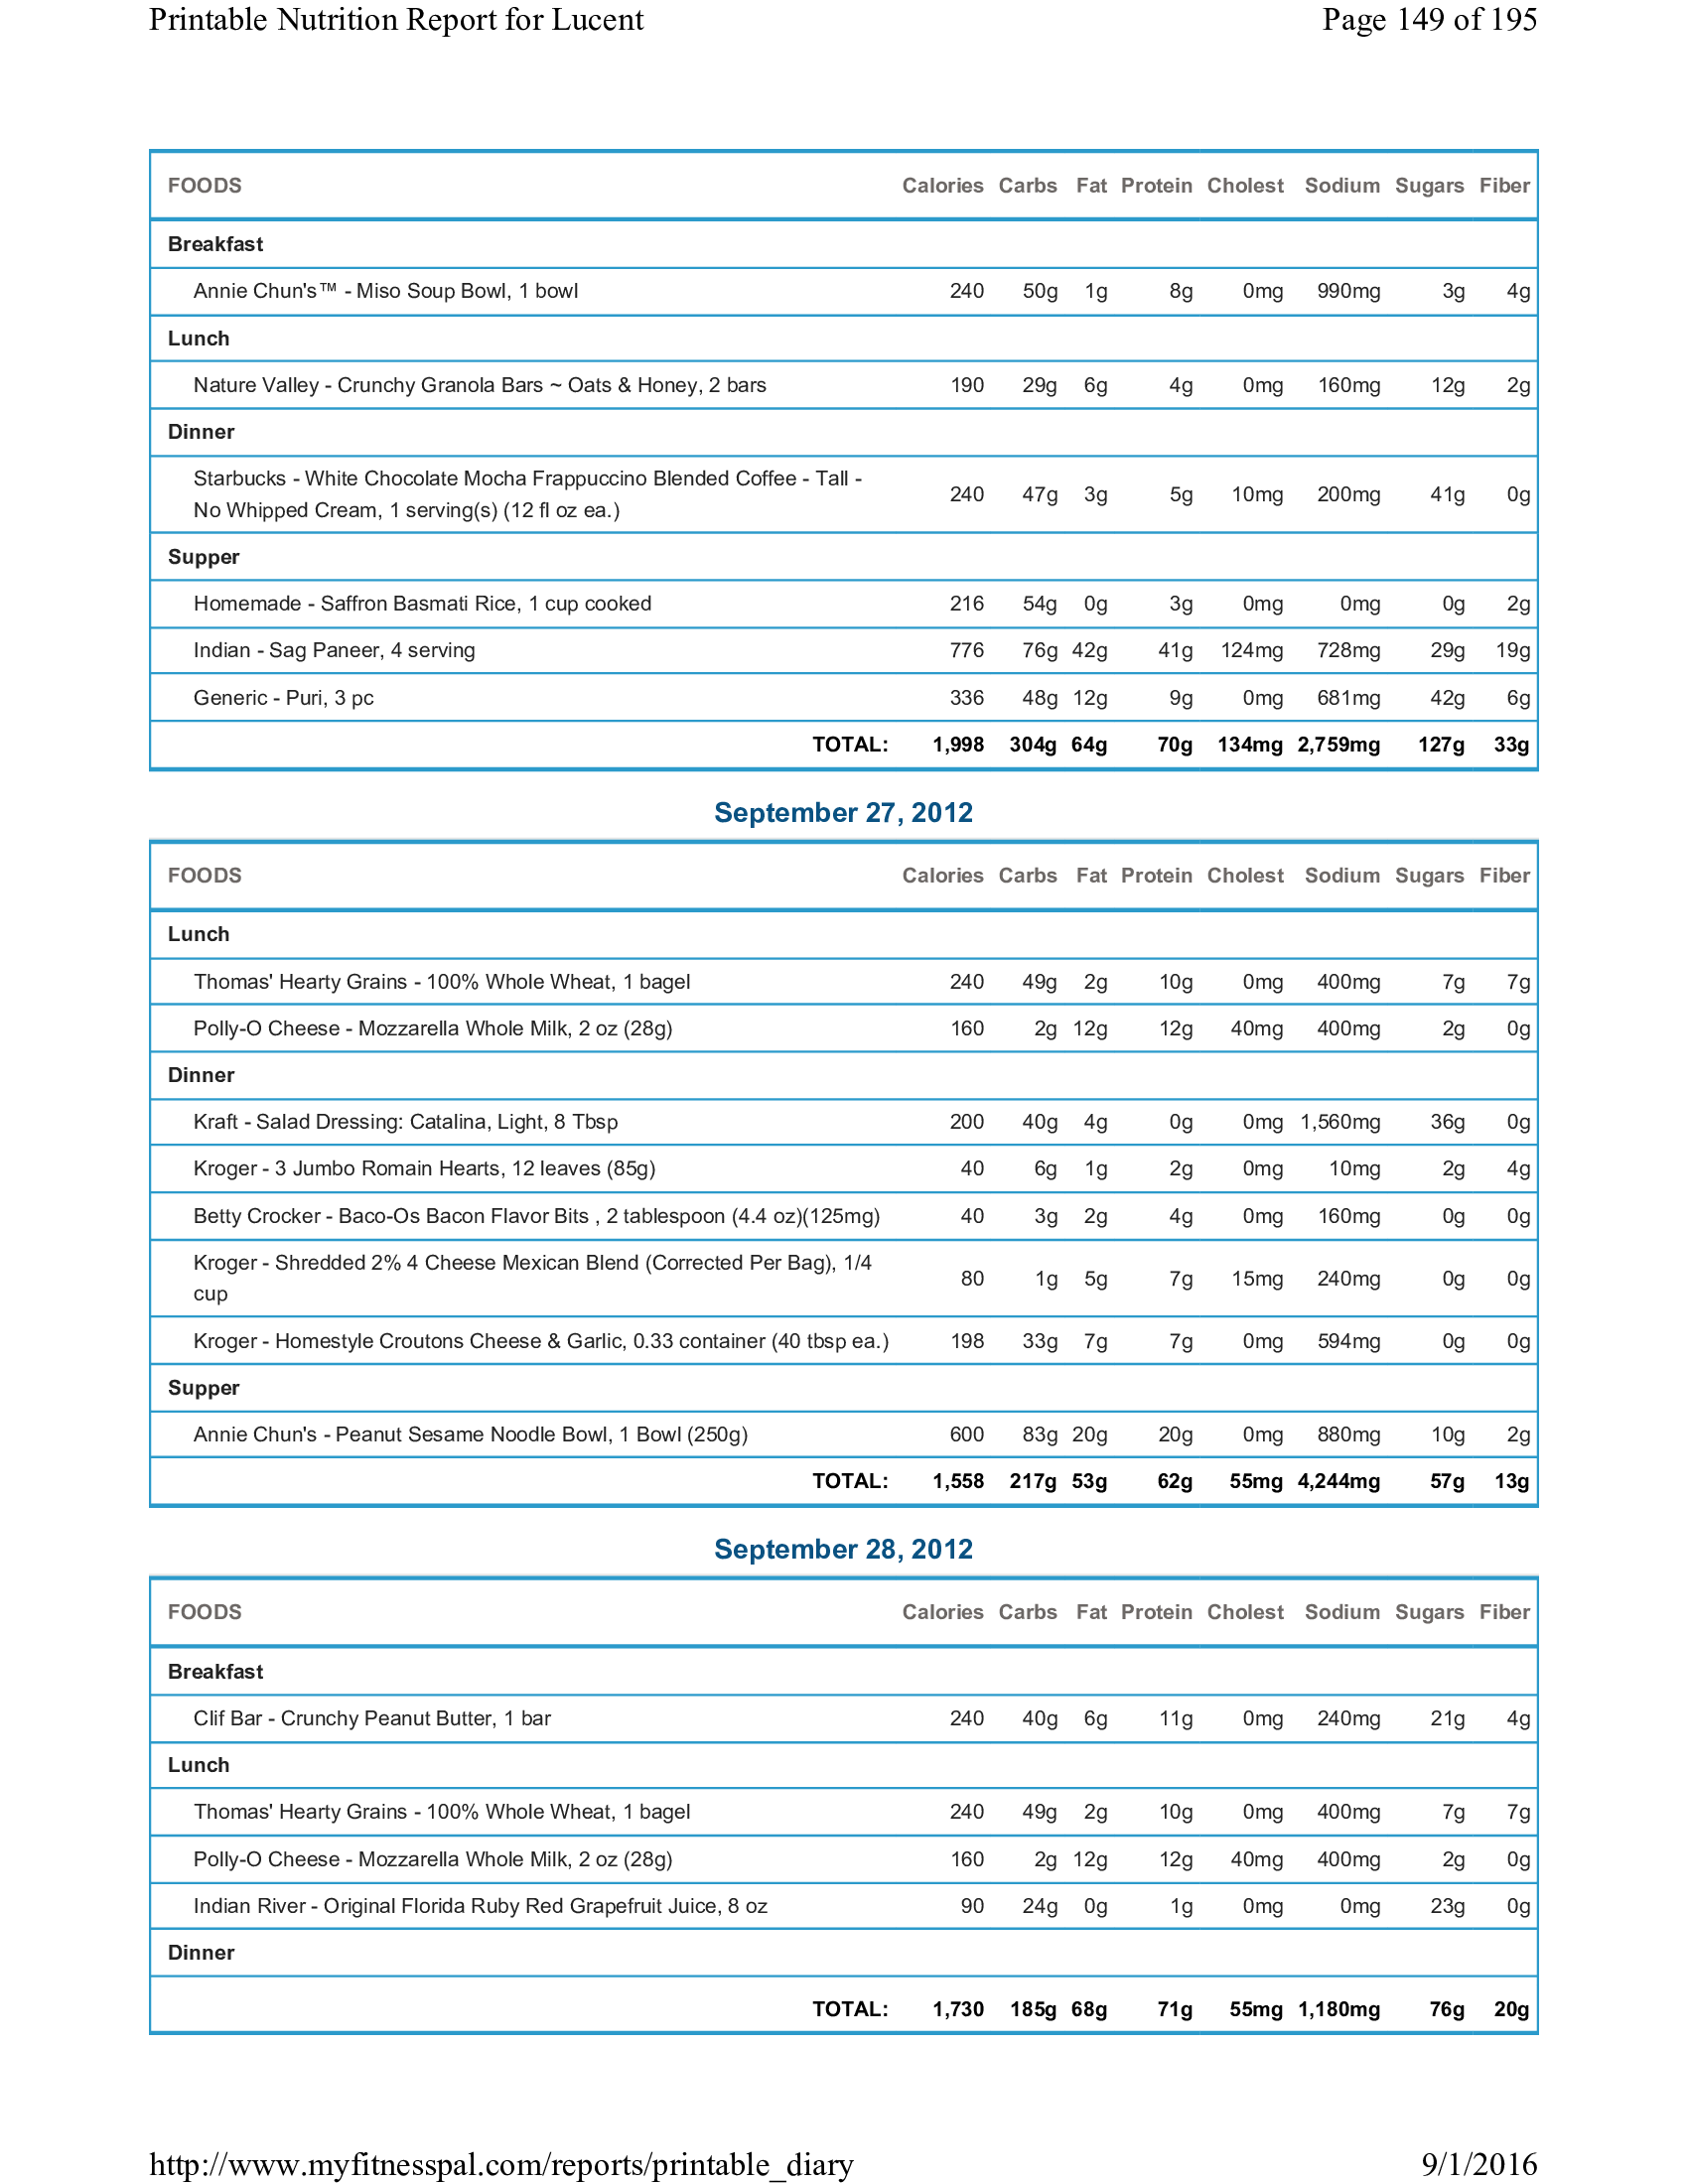 Printable Nutrition Report for Lucent Page 149 of 195
FOODS Calories Carbs Fat Protein Cholest Sodium Sugars Fiber
Breakfast
Annie Chun's™ - Miso Soup Bowl, 1 bowl 240 50g 1g 8g 0mg 990mg 3g 4g
Lunch
Nature Valley - Crunchy Granola Bars ~ Oats & Honey, 2 bars 190 29g 6g 4g 0mg 160mg 12g 2g
Dinner
Starbucks - White Chocolate Mocha Frappuccino Blended Coffee - Tall -
No Whipped Cream, 1 serving(s) (12 fl oz ea.) 240 47g 3g 5g 10mg 200mg 41g 0g
Supper
Homemade - Saffron Basmati Rice, 1 cup cooked 216 54g 0g 3g 0mg 0mg 0g 2g
Indian - Sag Paneer, 4 serving 776 76g 42g 41g 124mg 728mg 29g 19g
Generic - Puri, 3 pc 336 48g 12g 9g 0mg 681mg 42g 6g
TOTAL: 1,998 304g 64g 70g 134mg 2,759mg 127g 33g
September 27, 2012
FOODS Calories Carbs Fat Protein Cholest Sodium Sugars Fiber
Lunch
Thomas' Hearty Grains - 100% Whole Wheat, 1 bagel 240 49g 2g 10g 0mg 400mg 7g 7g
Polly-O Cheese - Mozzarella Whole Milk, 2 oz (28g) 160 2g 12g 12g 40mg 400mg 2g 0g
Dinner
Kraft - Salad Dressing: Catalina, Light, 8 Tbsp 200 40g 4g 0g 0mg 1,560mg 36g 0g
Kroger - 3 Jumbo Romain Hearts, 12 leaves (85g) 40 6g 1g 2g 0mg 10mg 2g 4g
Betty Crocker - Baco-Os Bacon Flavor Bits , 2 tablespoon (4.4 oz)(125mg) 40 3g 2g 4g 0mg 160mg 0g 0g
Kroger - Shredded 2% 4 Cheese Mexican Blend (Corrected Per Bag), 1/4
cup 80 1g 5g 7g 15mg 240mg 0g 0g
Kroger - Homestyle Croutons Cheese & Garlic, 0.33 container (40 tbsp ea.) 198 33g 7g 7g 0mg 594mg 0g 0g
Supper
Annie Chun's - Peanut Sesame Noodle Bowl, 1 Bowl (250g) 600 83g 20g 20g 0mg 880mg 10g 2g
TOTAL: 1,558 217g 53g 62g 55mg 4,244mg 57g 13g
September 28, 2012
FOODS Calories Carbs Fat Protein Cholest Sodium Sugars Fiber
Breakfast
Clif Bar - Crunchy Peanut Butter, 1 bar 240 40g 6g 11g 0mg 240mg 21g 4g
Lunch
Thomas' Hearty Grains - 100% Whole Wheat, 1 bagel 240 49g 2g 10g 0mg 400mg 7g 7g
Polly-O Cheese - Mozzarella Whole Milk, 2 oz (28g) 160 2g 12g 12g 40mg 400mg 2g 0g
Indian River - Original Florida Ruby Red Grapefruit Juice, 8 oz 90 24g 0g 1g 0mg 0mg 23g 0g
Dinner
TOTAL: 1,730 185g 68g 71g 55mg 1,180mg 76g 20g
http://www.myfitnesspal.com/reports/printable_diary 9/1/2016